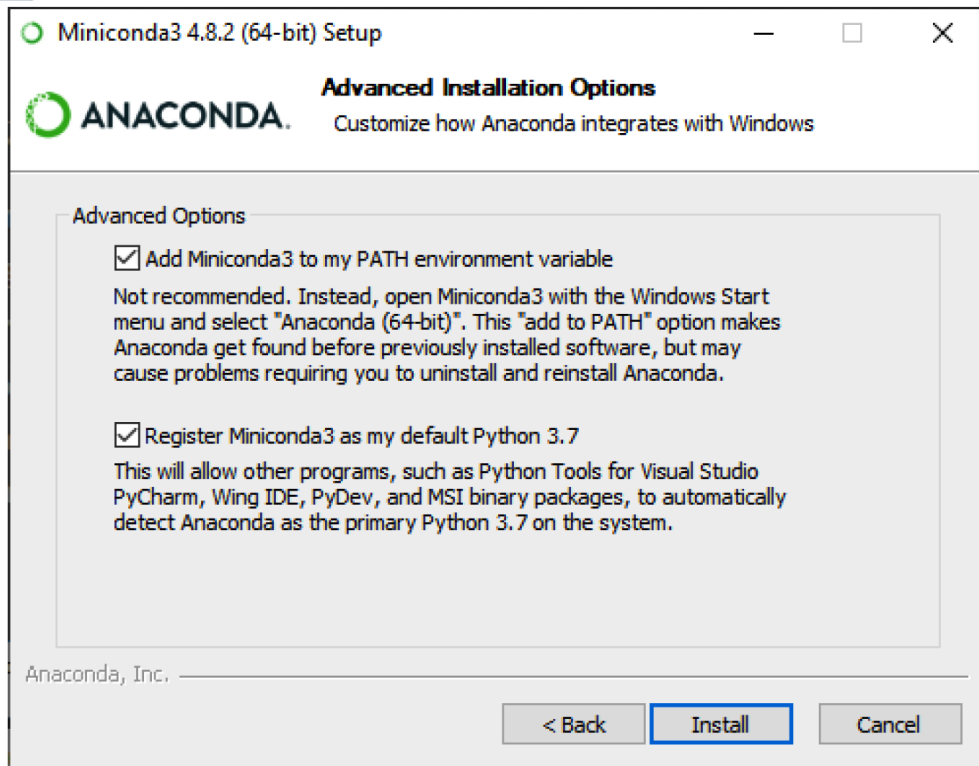 Miniconda3 4.8.2 (64-bit) Setup
ANACONDA.
Advanced Installation Options
Customize how Anaconda integrates with Windows
Advanced Options
Add Miniconda3 to my PATH environment variable
Not recommended. Instead, open Miniconda3 with the Windows Start
menu and select "Anaconda (64-bit)". This "add to PATH" option makes
Anaconda get found before previously installed software, but may
cause problems requiring you to uninstall and reinstall Anaconda.
Register Miniconda3 as my default Python 3.7
This will allow other programs, such as Python Tools for Visual Studio
PyCharm, Wing IDE, PyDev, and MSI binary packages, to automatically
detect Anaconda as the primary Python 3.7 on the system.
Anaconda, Inc.
< Back
Install
Cancel